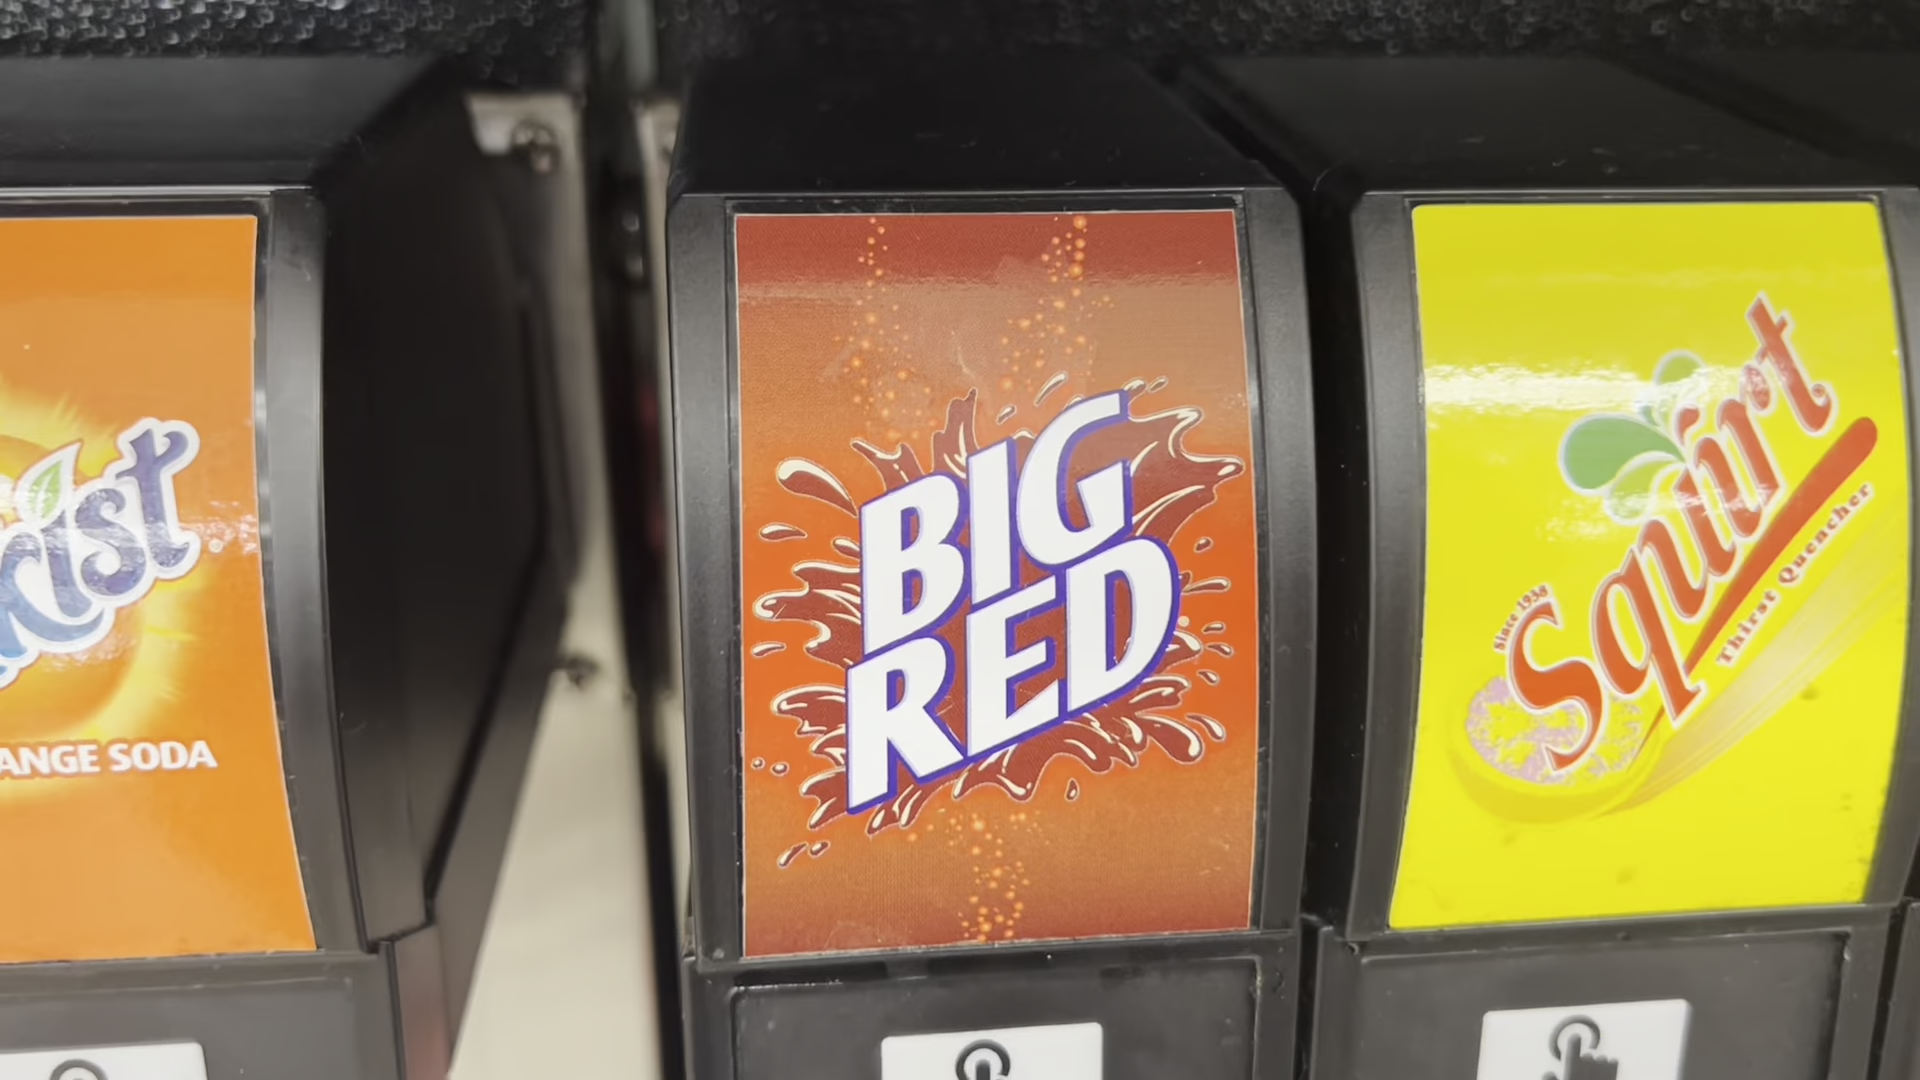 kist
ANGE SODA
BIG
RED
Since 1938
Squirt
Thirst Quencher